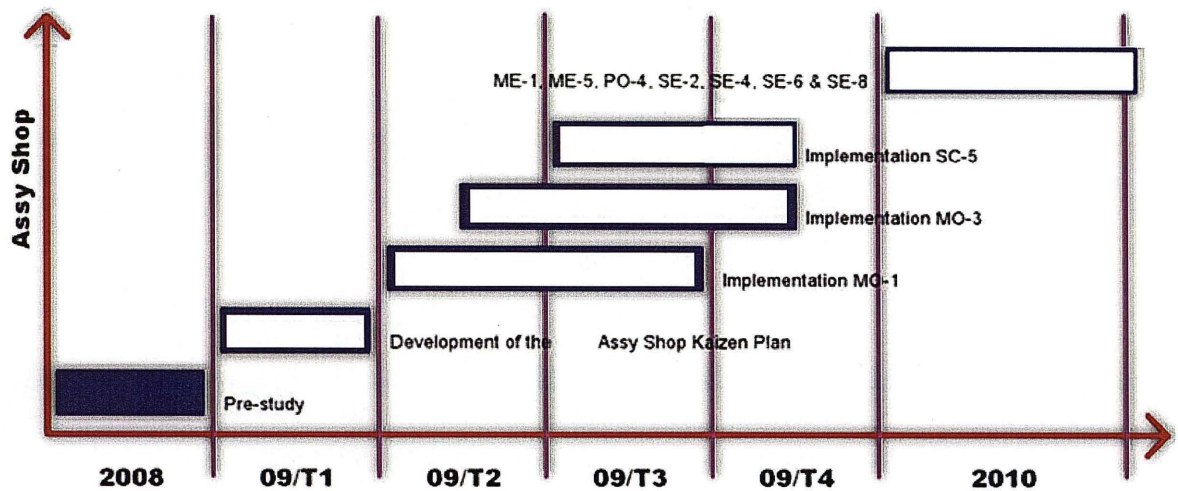 Assy Shop
ME-1, ME-5, PO-4, SE-2, SE-4, SE-6 & SE-8
Implementation SC-5
Implementation MO-3
Implementation MO-1
Development of the Assy Shop Kaizen Plan
Pre-study
2008 09/T1 09/T2 09/T3 09/T4 2010